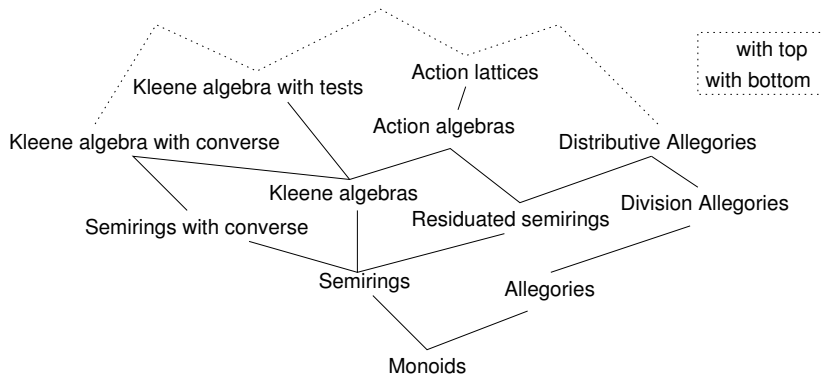 with top
Action lattices
Kleene algebra with tests
with bottom
Action algebras
Kleene algebra with converse
Distributive Allegories
Kleene algebras
Division Allegories
Residuated semirings
Semirings with converse
Semirings
Allegories
Monoids